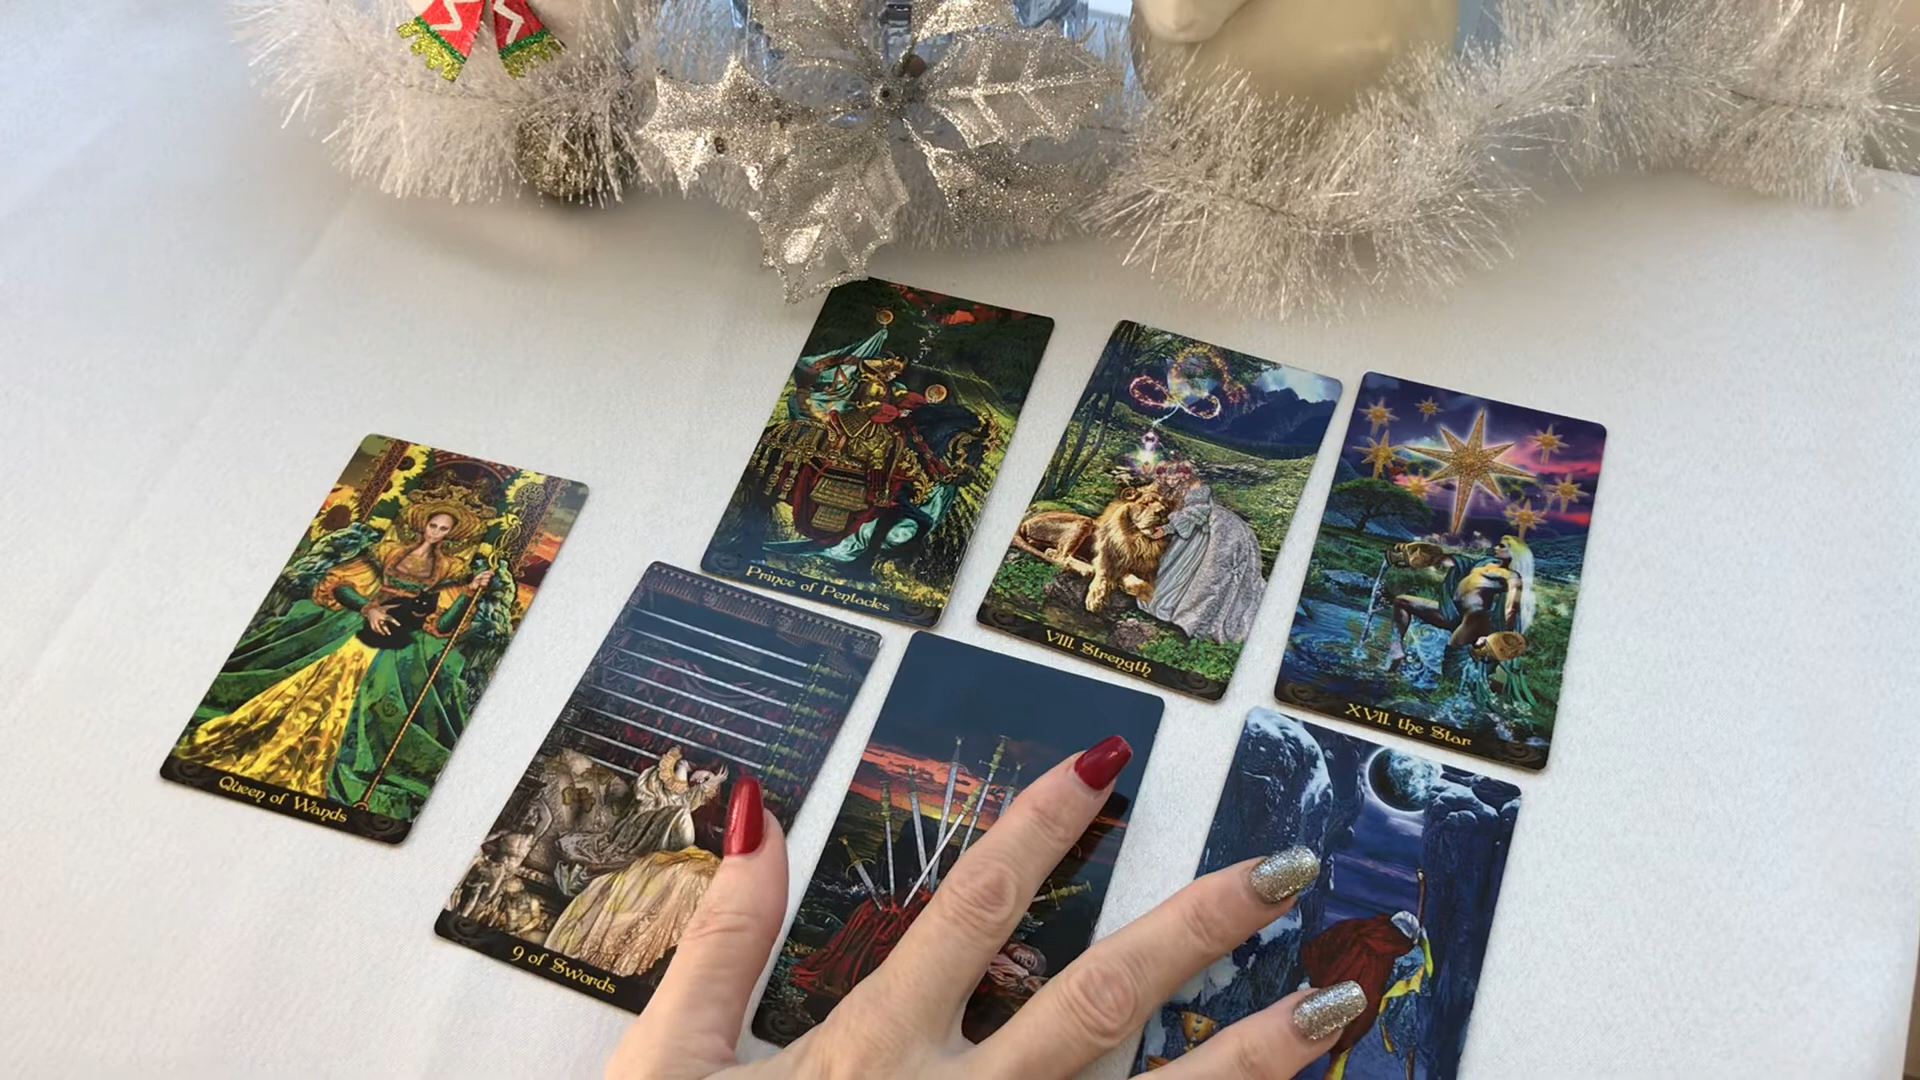 Prince of Pentacles
VIII. Strength
XVII. the Star
Queen of Wands
9 of Swords